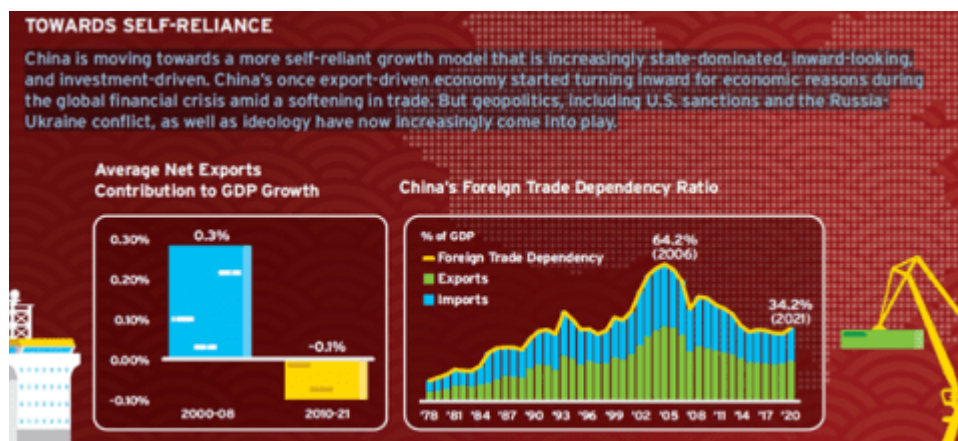 TOWARDS SELF-RELIANCE
China is moving towards a more self-reliant growth model that is increasingly state-dominated, inward-looking,
and investment-driven. China's once export-driven economy started turning inward for economic reasons during
the global financial crisis amid a softening in trade. But geopolitics, including U.S. sanctions and the Russia-
Ukraine conflict, as well as ideology have now increasingly come into play.
Average Net Exports
Contribution to GDP Growth
0.30%
0.3%
0.20%
0.10%
0.00%
-0.1%
-0.10%
2000-08
2010-21
China's Foreign Trade Dependency Ratio
% of GDP
Foreign Trade Dependency
Exports
Imports
64.2%
(2006)
34.2%
(2021)
'78 '81 '84 '87 '90 '93 '96 '99 '02 '05 '08 '11 '14 '17 '20